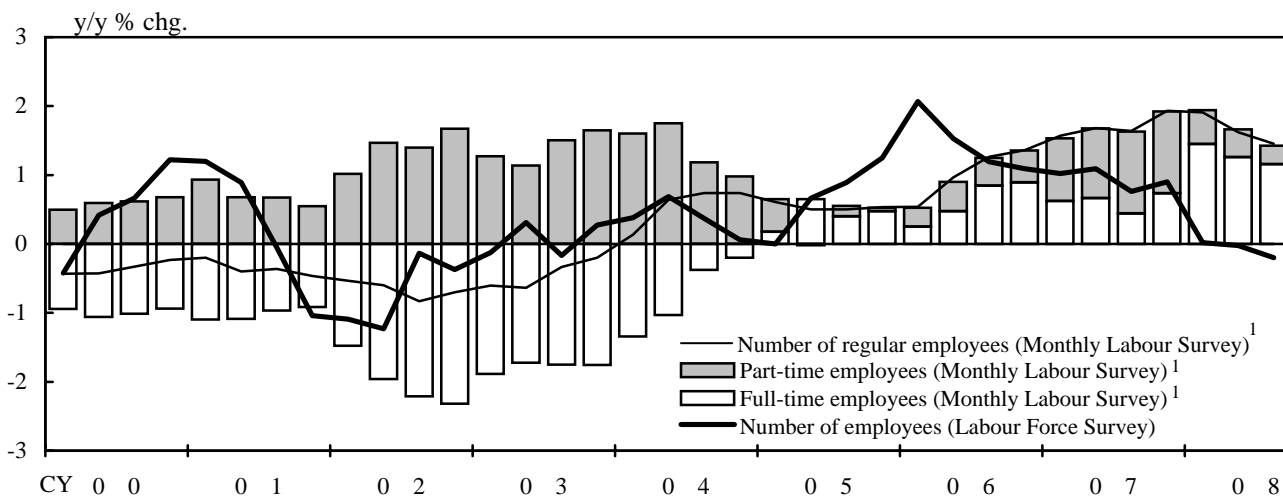 y/y % chg.
3
2
1
0
-1
-2
-3
Number of regular employees (Monthly Labour Survey) 1
Part-time employees (Monthly Labour Survey) 1
Full-time employees (Monthly Labour Survey) 1
Number of employees (Labour Force Survey)
CY 0 0 0 1 0 2 0 3 0 4 0 5 0 6 0 7 0 8